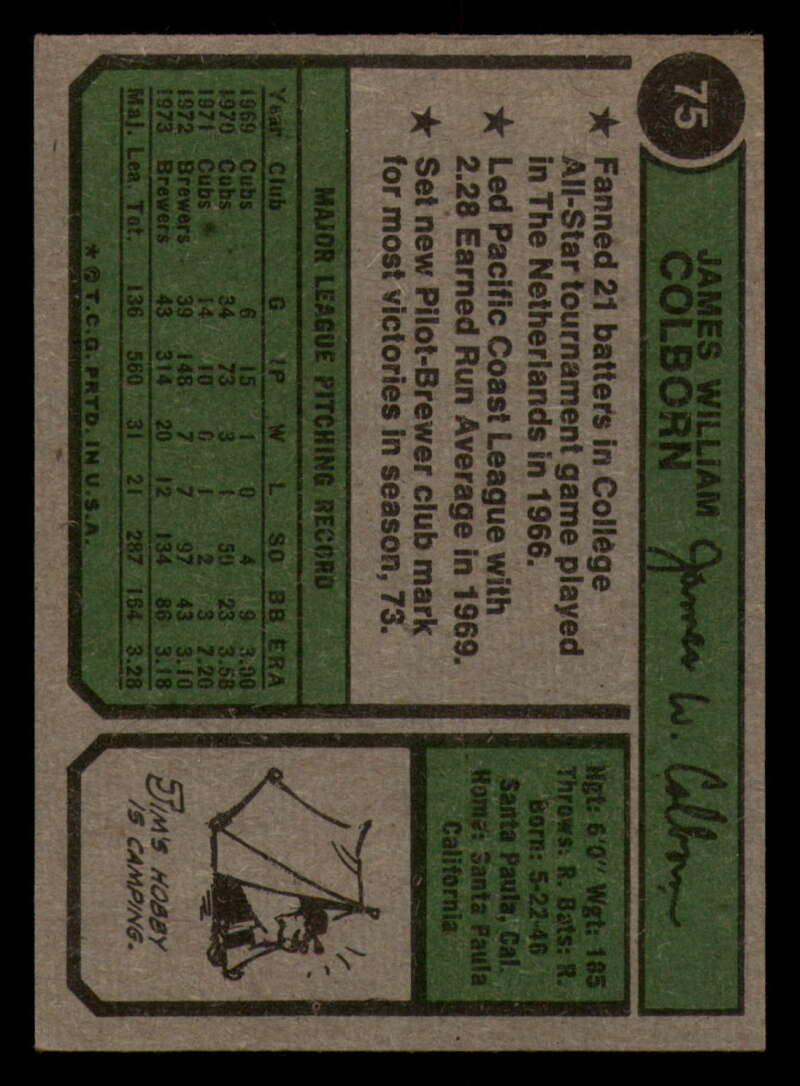 75
JAMES WILLIAM
COLBORN
James W. Colborn
★ Fanned 21 batters in College
All-Star tournament game played
in The Netherlands in 1966.
★ Led Pacific Coast League with
2.28 Earned Run Average in 1969.
★ Set new Pilot-Brewer club mark
for most victories in season, 73.
MAJOR LEAGUE PITCHING RECORD
Year Club G IP W L SO BB ERA
1969 Cubs 6 15 1 0 4 9 3.00
1970 Cubs 34 73 3 1 50 23 3.58
1971 Cubs 14 10 0 1 2 3 7.20
1972 Brewers 39 148 7 7 97 43 3.10
1973 Brewers 43 314 20 12 134 86 3.18
Maj. Lea. Tot. 136 560 31 21 287 164 3.28
* © T.C.G. PRTD. IN U.S.A.
Hgt: 6'0" Wgt: 185
Throws: R. Bats: R.
Born: 5-22-46
Santa Paula, Cal.
Home: Santa Paula
California
JIM'S HOBBY
IS CAMPING.